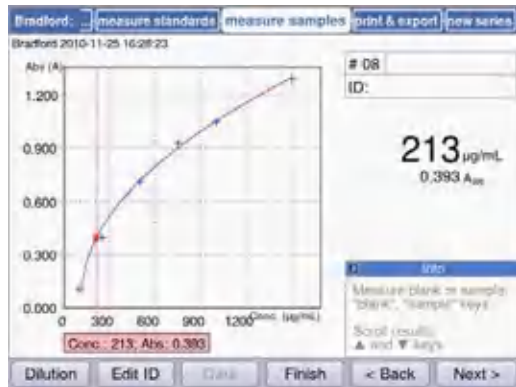 Bradford: ... measure standards measure samples print & export new series
Bradford 2010-11-25 16:28:23
Abs (A)
1.200
0.900
0.600
0.300
0.000
0 300 600 900 1200 Conc. (µg/mL)
Conc.: 213; Abs: 0.393
# 08
ID:
213 µg/mL
0.393
Info
Measure blank or sample:
"blank", "sample" keys
Scroll results:
▲ and ▼ keys
Dilution Edit ID Data Finish < Back Next >